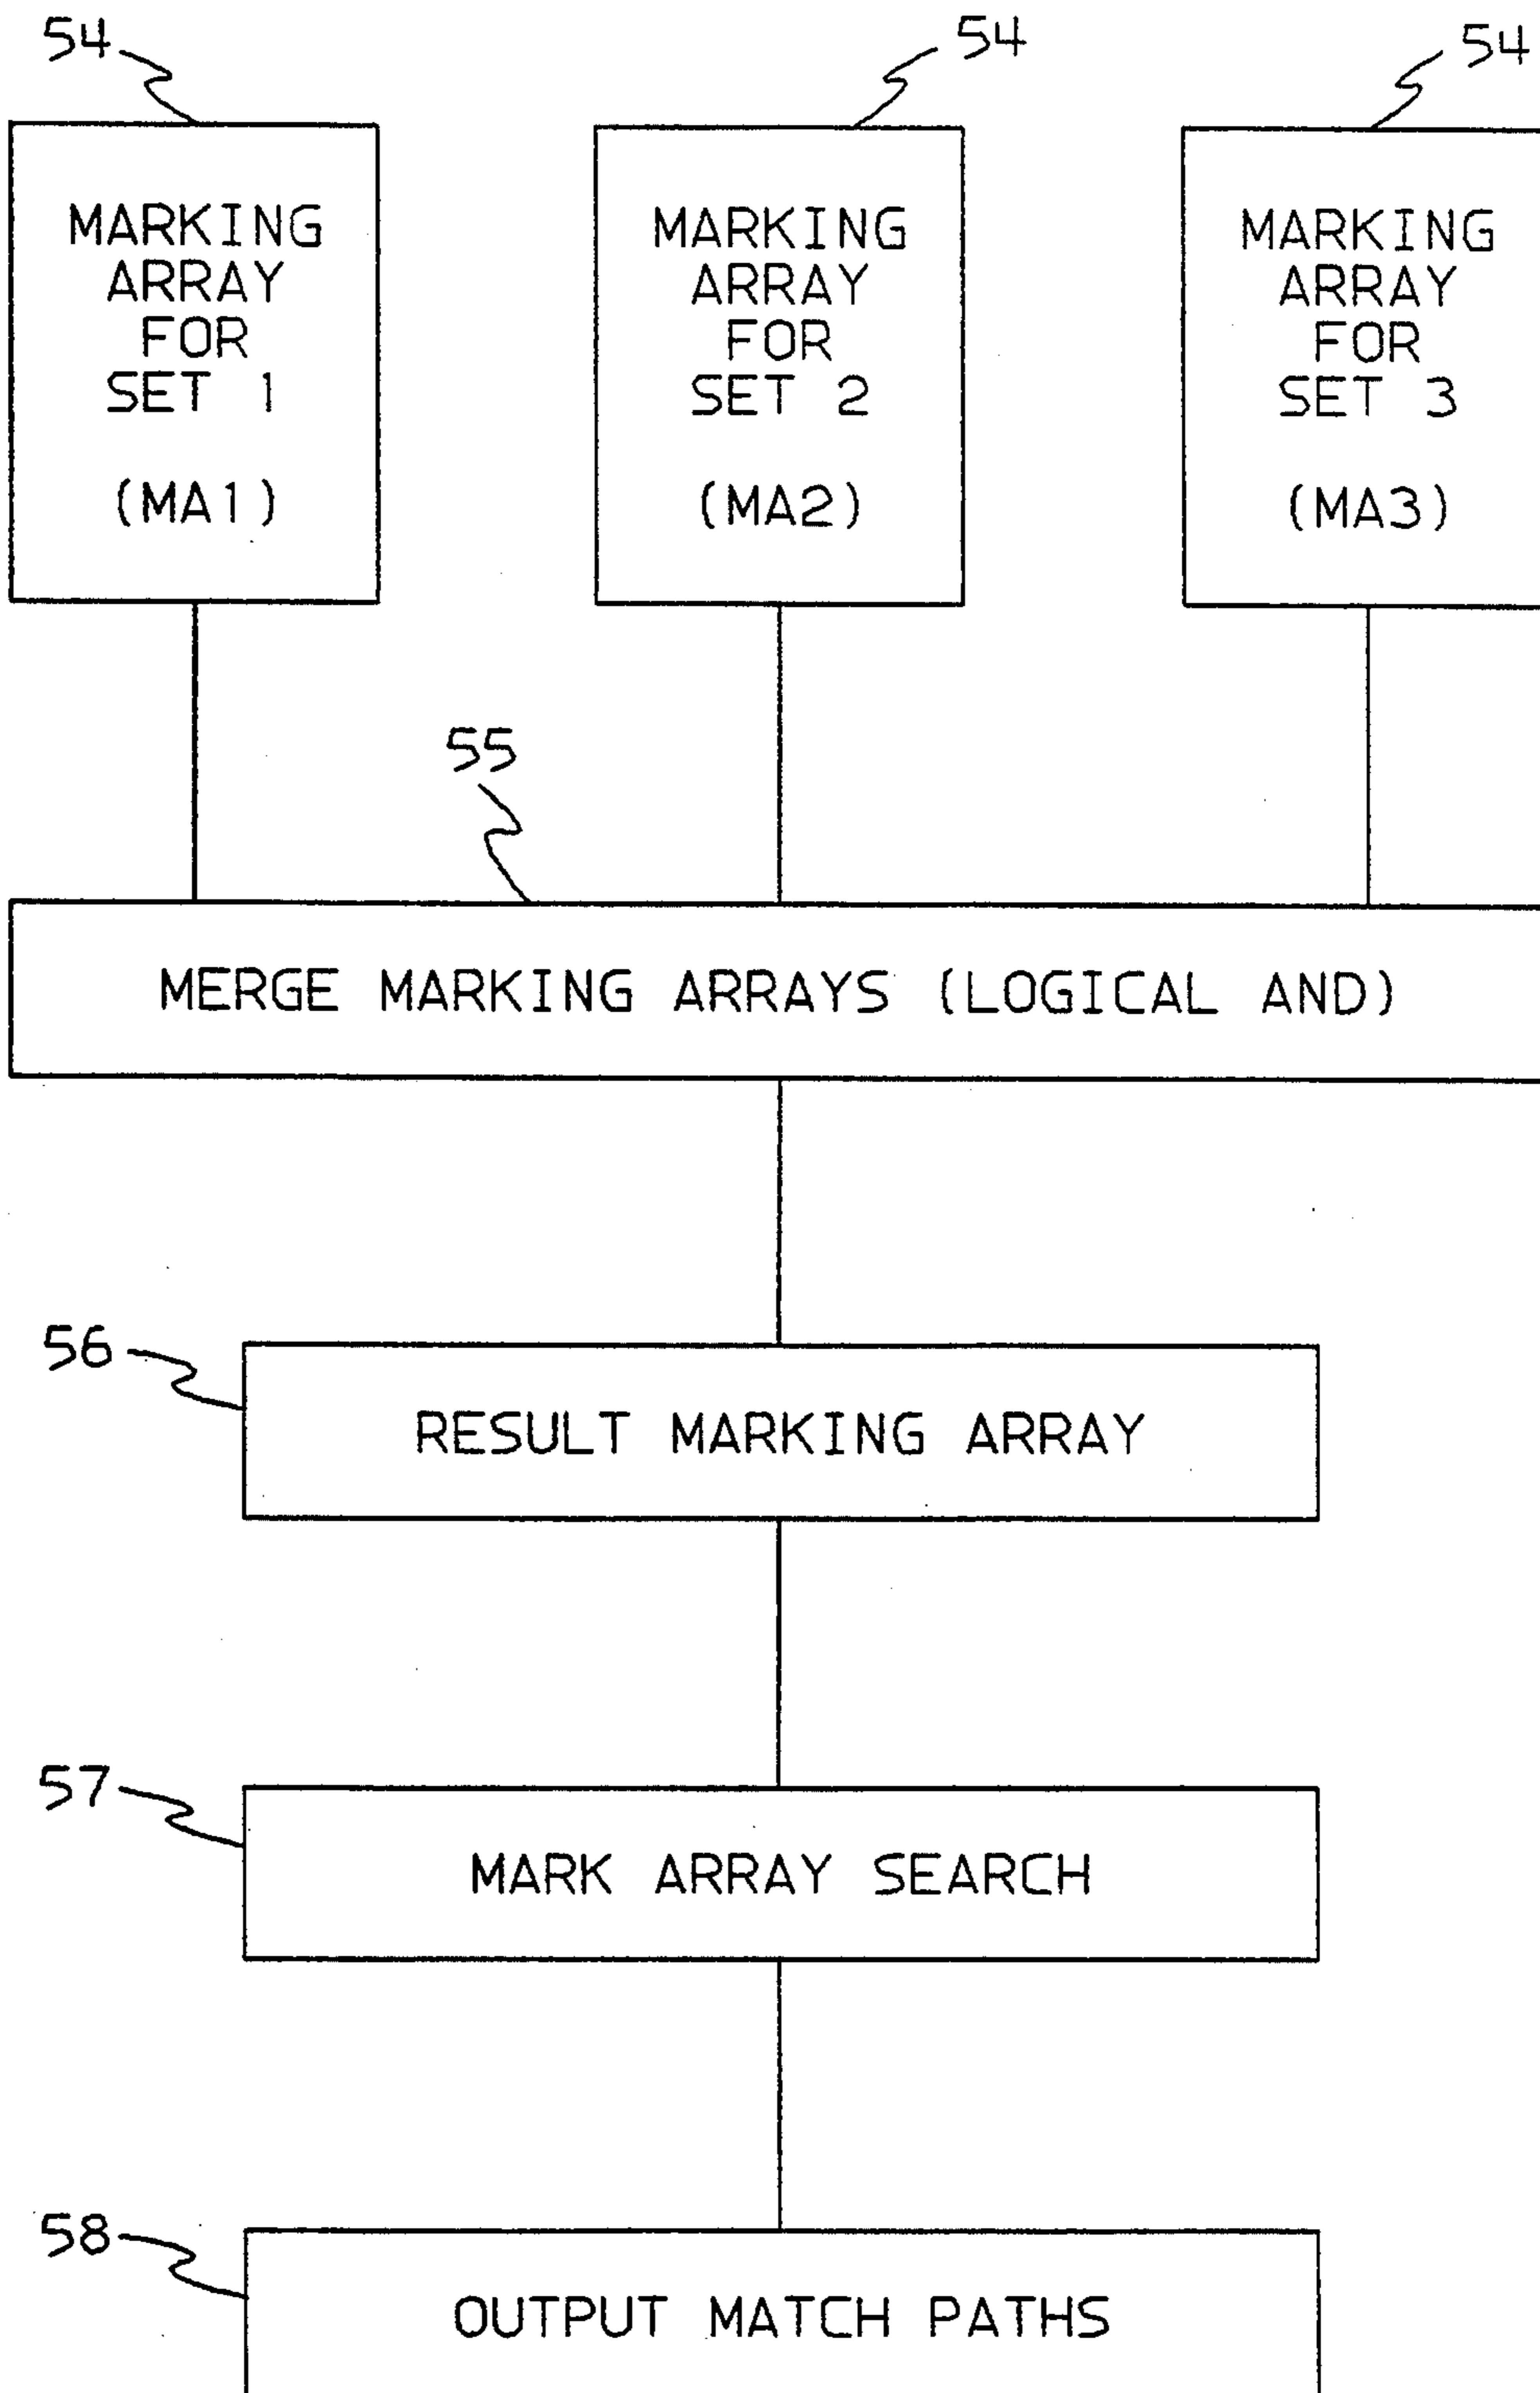 54
54
54
MARKING
ARRAY
FOR
SET 1
(MA1)
MARKING
ARRAY
FOR
SET 2
(MA2)
MARKING
ARRAY
FOR
SET 3
(MA3)
55
MERGE MARKING ARRAYS (LOGICAL AND)
56
RESULT MARKING ARRAY
57
MARK ARRAY SEARCH
58
OUTPUT MATCH PATHS